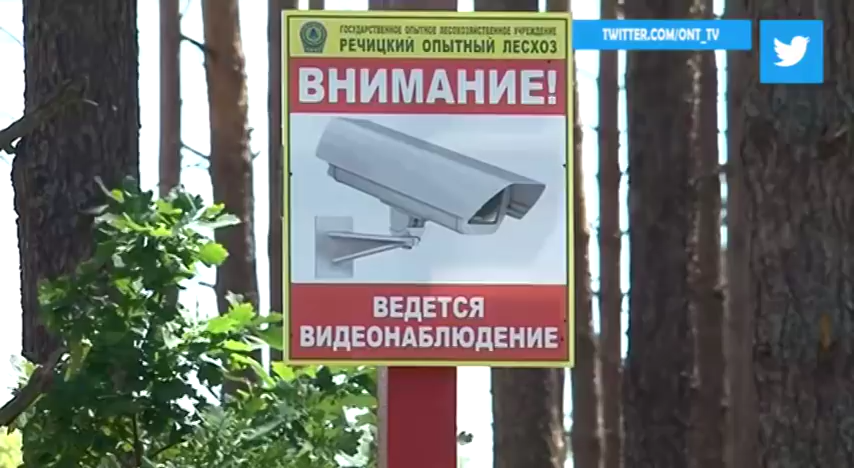 ГОСУДАРСТВЕННОЕ ОПЫТНОЕ ЛЕСОХОЗЯЙСТВЕННОЕ УЧРЕЖДЕНИЕ
РЕЧИЦКИЙ ОПЫТНЫЙ ЛЕСХОЗ
TWITTER.COM/ONT_TV
ВНИМАНИЕ!
ВЕДЕТСЯ
ВИДЕОНАБЛЮДЕНИЕ